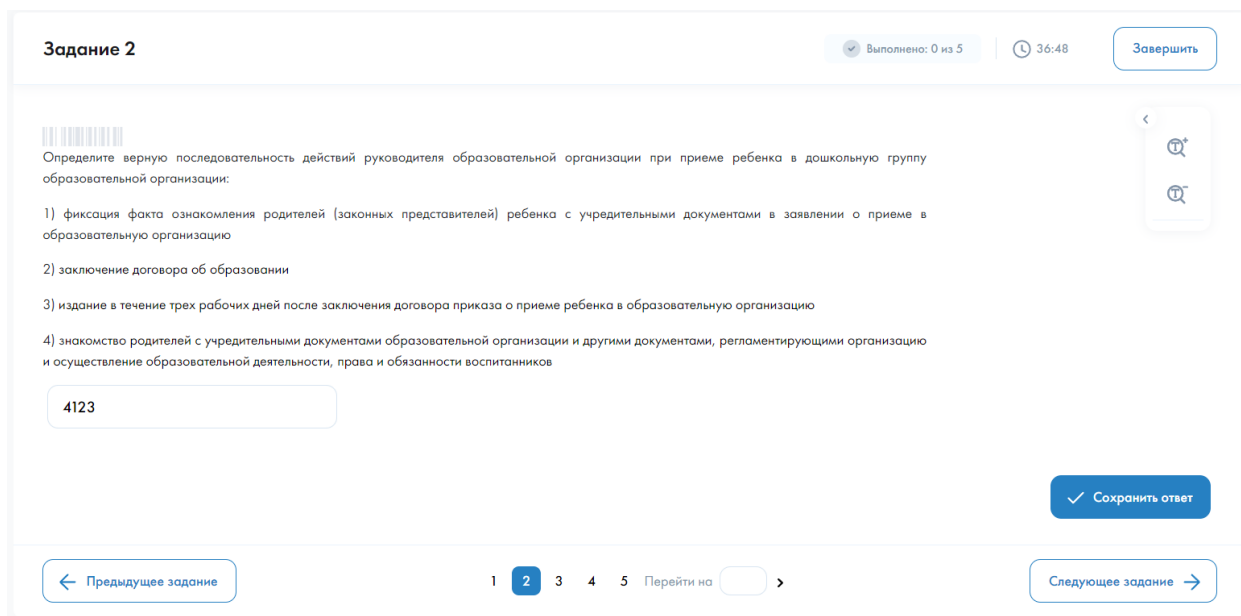 Задание 2
Выполнено: 0 из 5
36:48
Завершить
Определите верную последовательность действий руководителя образовательной организации при приеме ребенка в дошкольную группу
образовательной организации:
1) фиксация факта ознакомления родителей (законных представителей) ребенка с учредительными документами в заявлении о приеме в
образовательную организацию
2) заключение договора об образовании
3) издание в течение трех рабочих дней после заключения договора приказа о приеме ребенка в образовательную организацию
4) знакомство родителей с учредительными документами образовательной организации и другими документами, регламентирующими организацию
и осуществление образовательной деятельности, права и обязанности воспитанников
4123
Сохранить ответ
Предыдущее задание
1 2 3 4 5 Перейти на
Следующее задание